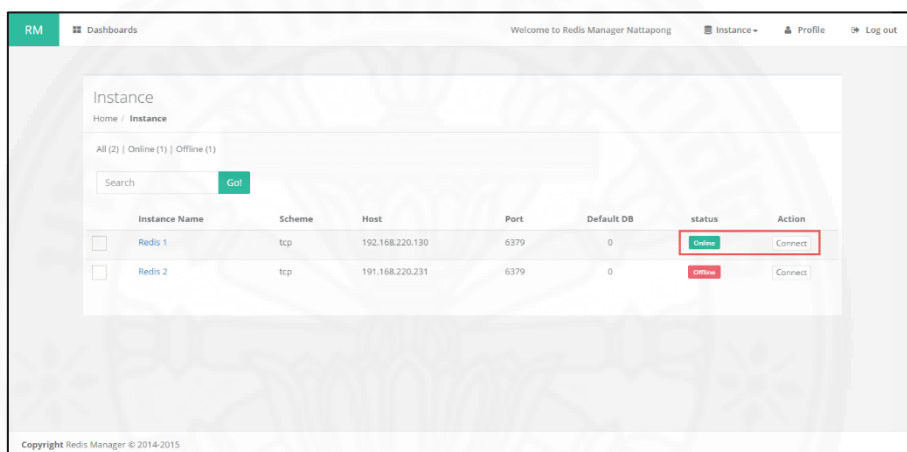 RM Dashboards Welcome to Redis Manager Nattapong Instance Profile Log out
Instance
Home / Instance
All (2) | Online (1) | Offline (1)
Search Go!
Instance Name Scheme Host Port Default DB status Action
Redis 1 tcp 192.168.220.130 6379 0 Online Connect
Redis 2 tcp 191.168.220.231 6379 0 Offline Connect
Copyright Redis Manager © 2014-2015